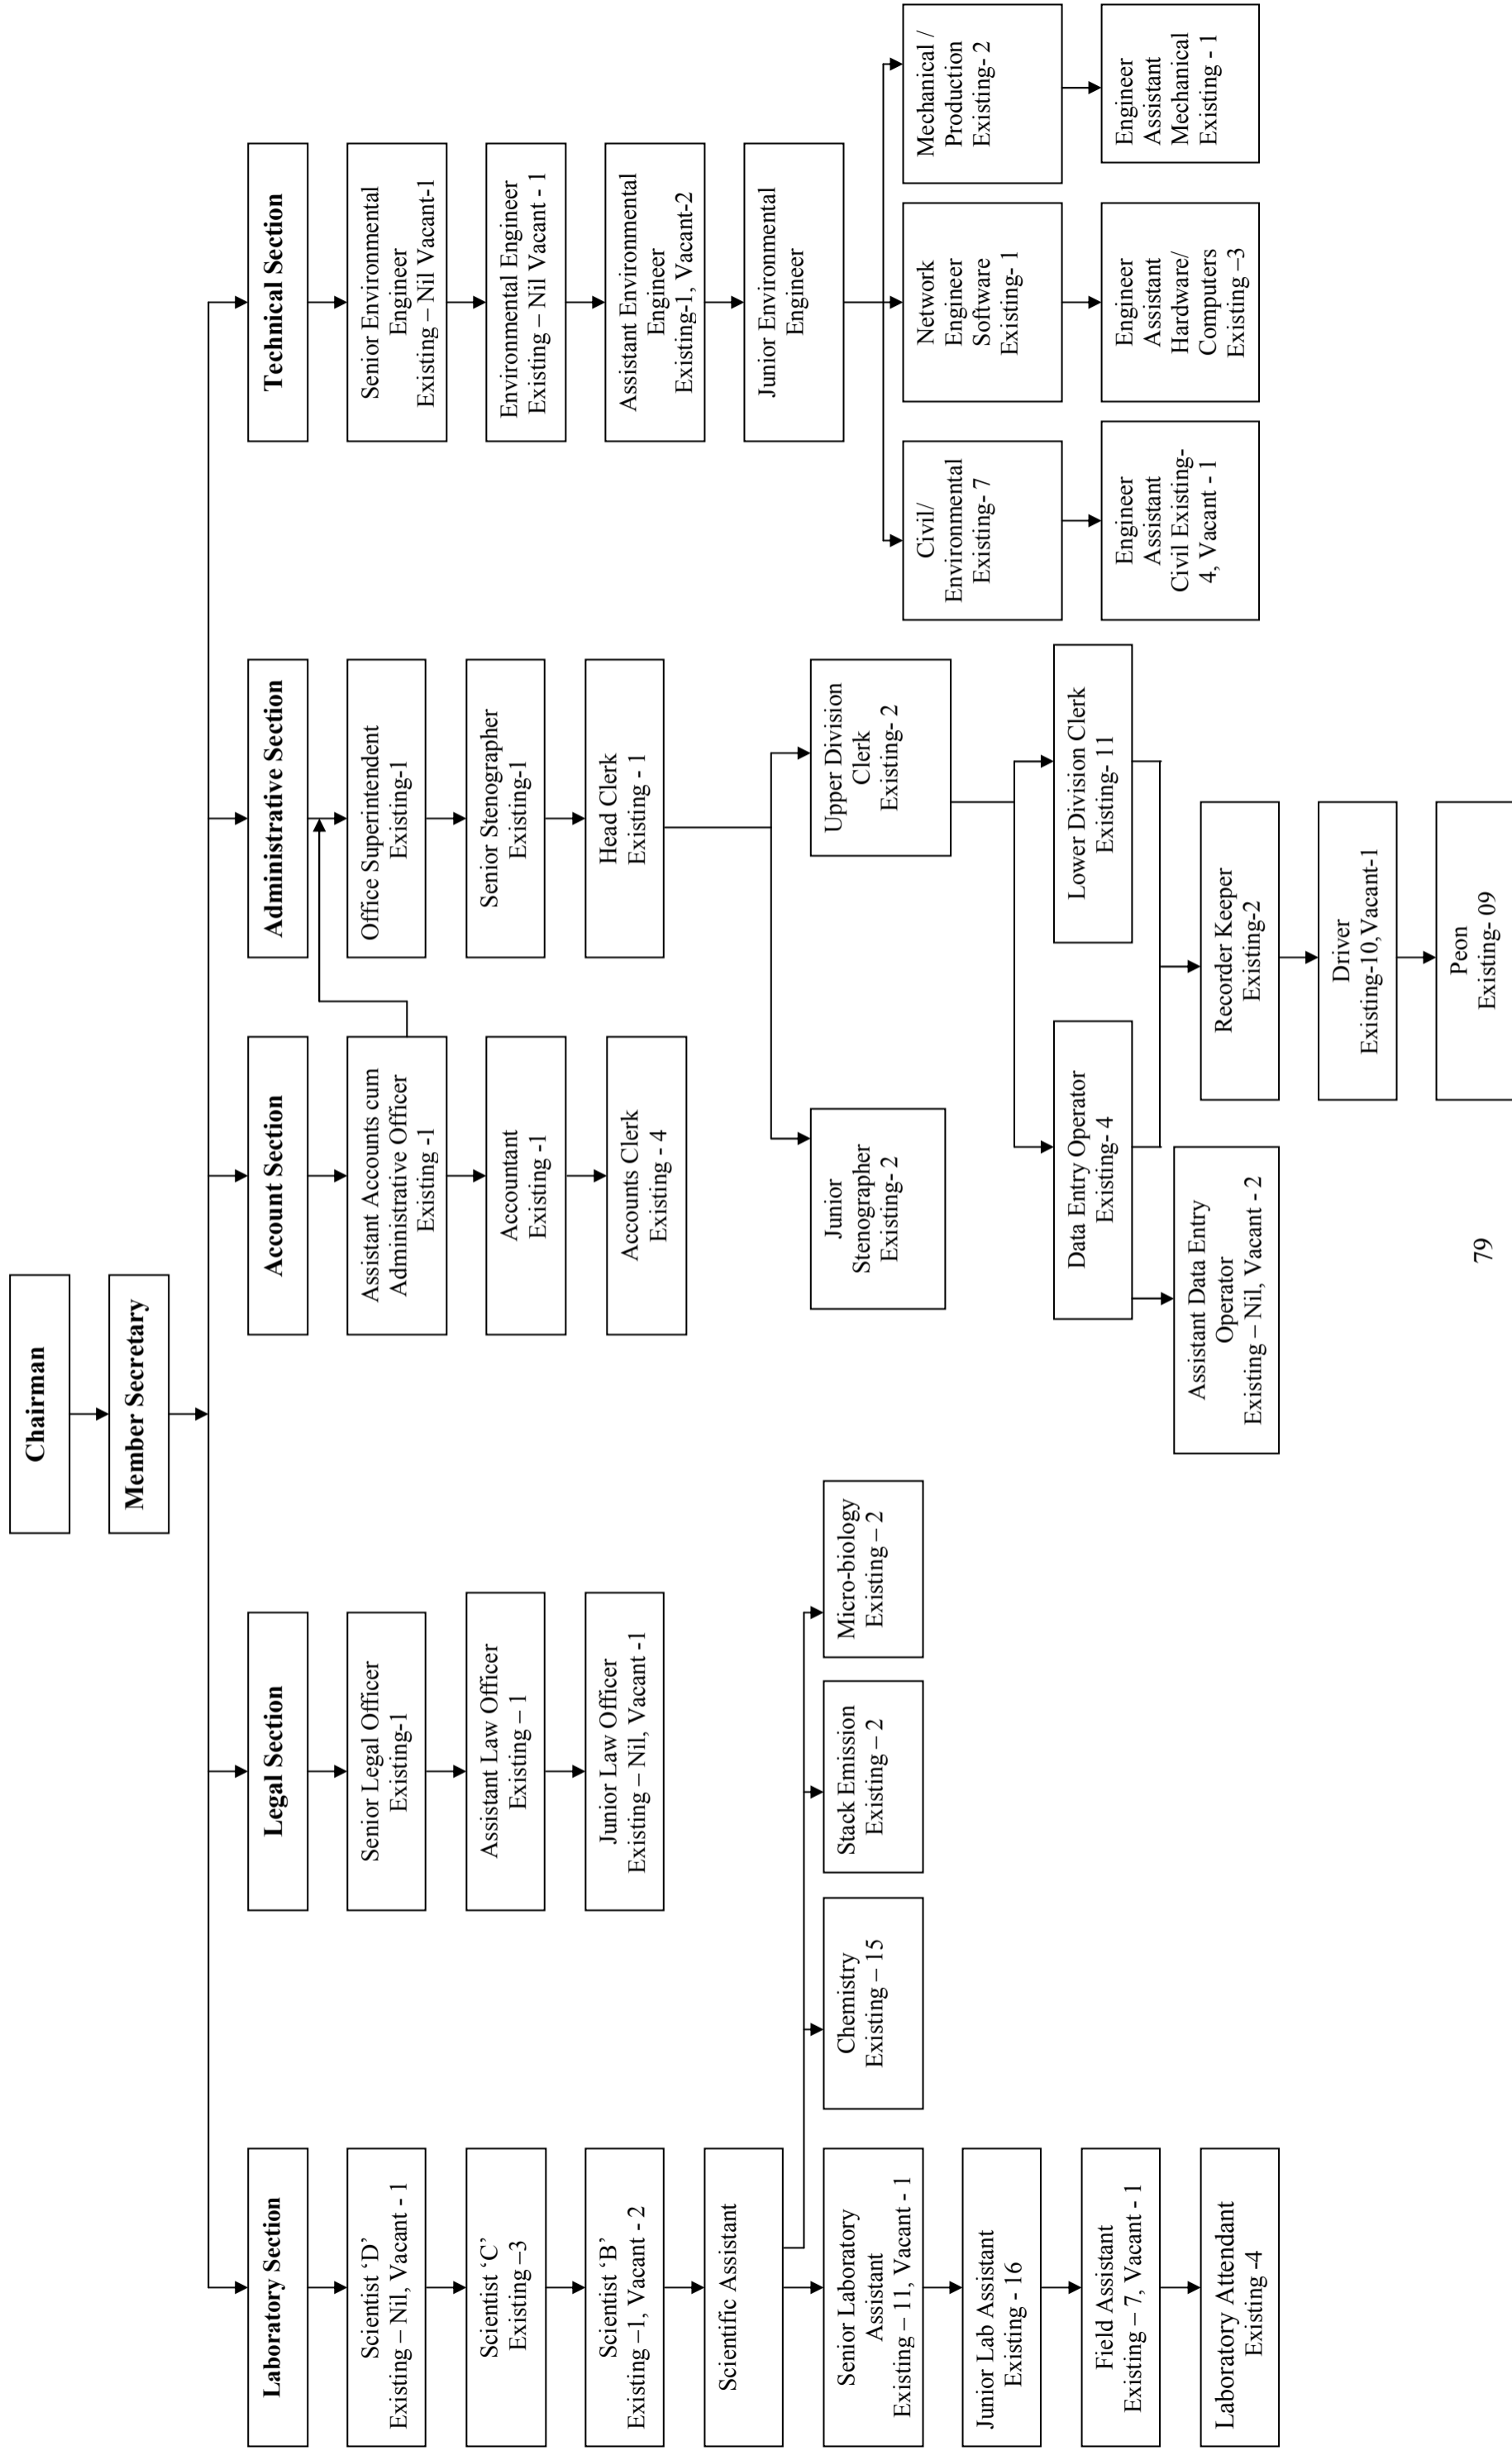 Chairman
Member Secretary
Laboratory Section
Scientist ‘D’
Existing – Nil, Vacant - 1
Scientist ‘C’
Existing –3
Scientist ‘B’
Existing –1, Vacant - 2
Scientific Assistant
Chemistry
Existing – 15
Stack Emission
Existing – 2
Micro-biology
Existing – 2
Senior Laboratory
Assistant
Existing – 11, Vacant - 1
Junior Lab Assistant
Existing - 16
Field Assistant
Existing – 7, Vacant - 1
Laboratory Attendant
Existing -4
Legal Section
Senior Legal Officer
Existing-1
Assistant Law Officer
Existing – 1
Junior Law Officer
Existing – Nil, Vacant -1
Account Section
Assistant Accounts cum
Administrative Officer
Existing -1
Accountant
Existing -1
Accounts Clerk
Existing - 4
Administrative Section
Office Superintendent
Existing-1
Senior Stenographer
Existing-1
Head Clerk
Existing - 1
Junior
Stenographer
Existing- 2
Upper Division
Clerk
Existing- 2
Data Entry Operator
Existing- 4
Lower Division Clerk
Existing- 11
Assistant Data Entry
Operator
Existing – Nil, Vacant - 2
Recorder Keeper
Existing-2
Driver
Existing-10,Vacant-1
Peon
Existing- 09
Technical Section
Senior Environmental
Engineer
Existing – Nil Vacant-1
Environmental Engineer
Existing – Nil Vacant - 1
Assistant Environmental
Engineer
Existing-1, Vacant-2
Junior Environmental
Engineer
Civil/
Environmental
Existing- 7
Network
Engineer
Software
Existing- 1
Mechanical /
Production
Existing- 2
Engineer
Assistant
Civil Existing-
4, Vacant - 1
Engineer
Assistant
Hardware/
Computers
Existing –3
Engineer
Assistant
Mechanical
Existing - 1
79